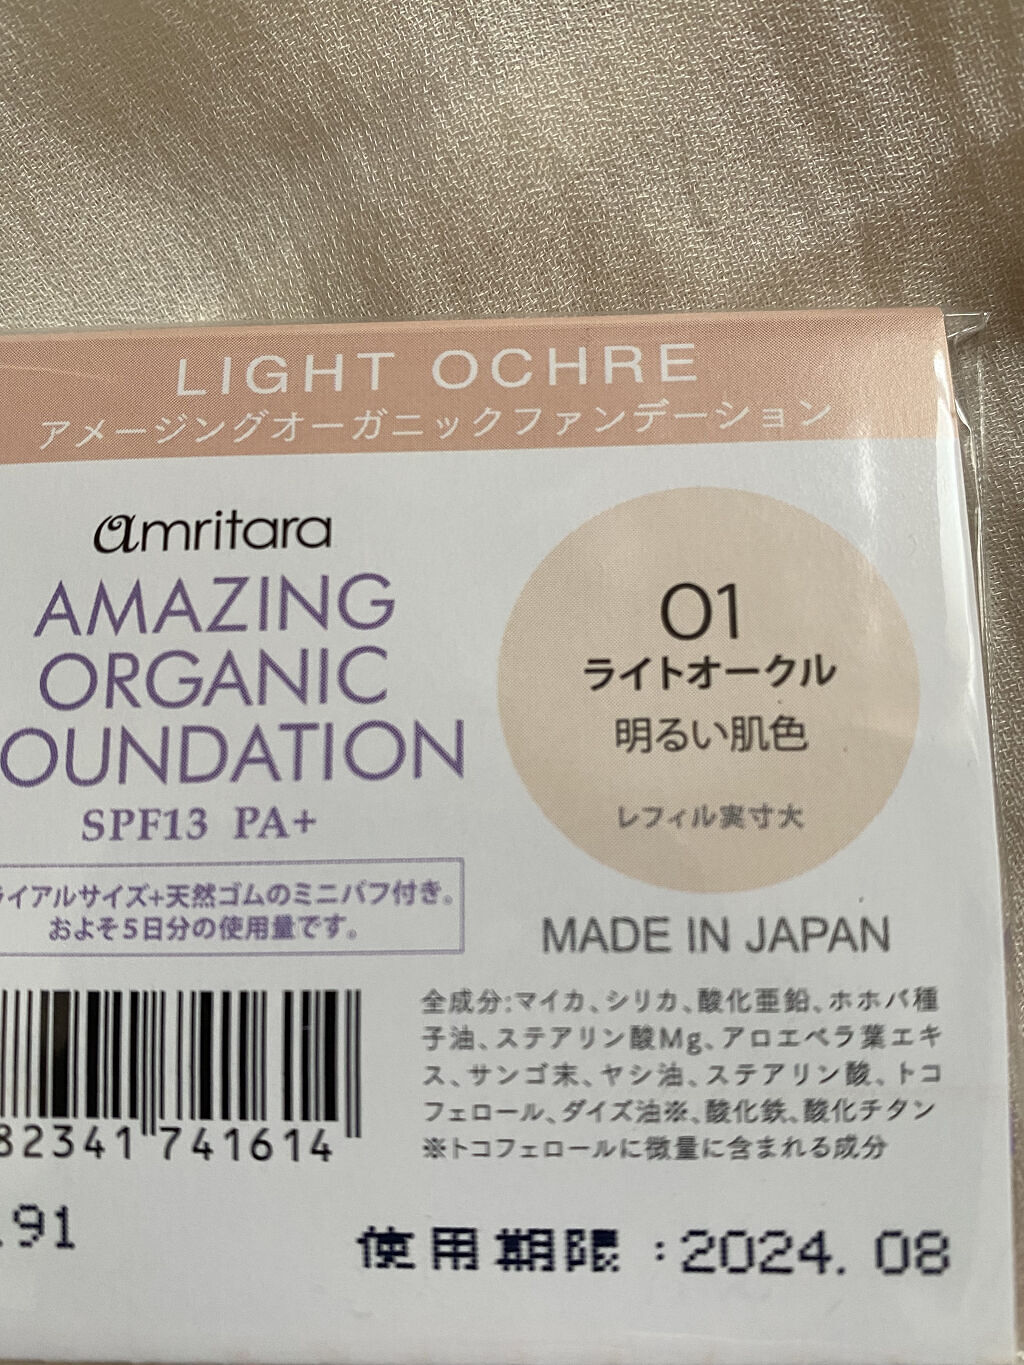 LIGHT OCHRE
アメージングオーガニックファンデーション
amritara
AMAZING
ORGANIC
OUNDATION
SPF13 PA+
01
ライトオークル
明るい肌色
レフィル実寸大
ライアルサイズ+天然ゴムのミニパフ付き。
およそ5日分の使用量です。
MADE IN JAPAN
全成分:マイカ、シリカ、酸化亜鉛、ホホバ種
子油、ステアリン酸Mg、アロエベラ葉エキ
ス、サンゴ末、ヤシ油、ステアリン酸、トコ
フェロール、ダイズ油※、酸化鉄、酸化チタン
※トコフェロールに微量に含まれる成分
82341 741614
.91
使用期限:2024.08